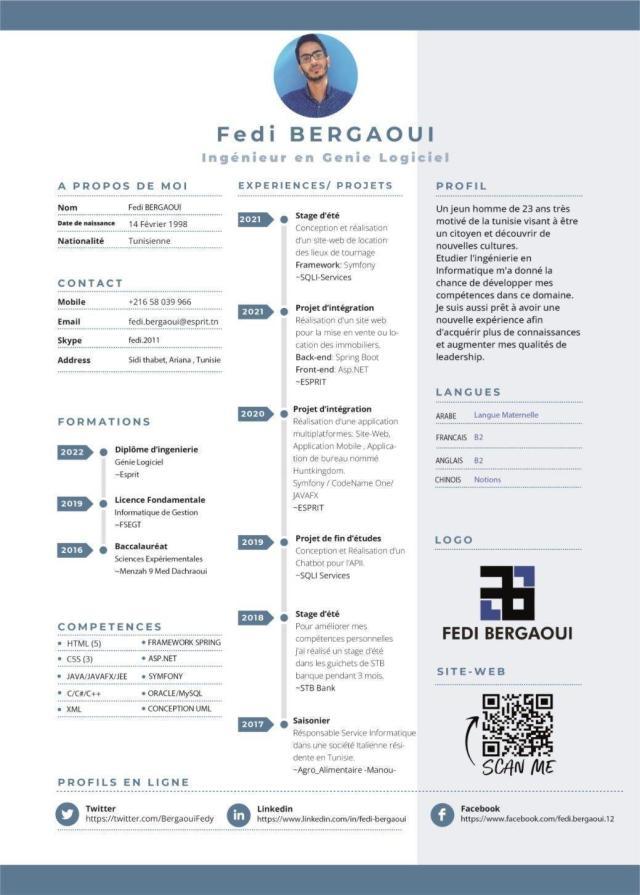 Fedi BERGAOUI
Ingénieur en Genie Logiciel
A PROPOS DE MOI
Nom Fedi BERGAOUI
Date de naissance 14 Février 1998
Nationalité Tunisienne
CONTACT
Mobile +216 58 039 966
Email fedi.bergaoui@esprit.tn
Skype fedi.2011
Address Sidi thabet, Ariana , Tunisie
FORMATIONS
2022 Diplôme d'ingenierie
Génie Logiciel
~Esprit
2019 Licence Fondamentale
Informatique de Gestion
~FSEGT
2016 Baccalauréat
Sciences Expériementales
~Menzah 9 Med Dachraoui
COMPETENCES
• HTML (5) • FRAMEWORK SPRING
• CSS (3) • ASP.NET
• JAVA/JAVAFX/JEE • SYMFONY
• C/C#/C++ • ORACLE/MySQL
• XML • CONCEPTION UML
EXPERIENCES/ PROJETS
2021 Stage d'été
Conception et réalisation
d'un site-web de location
des lieux de tournage
Framework: Symfony
~SQLI-Services
2021 Projet d'intégration
Réalisation d'un site web
pour la mise en vente ou lo-
cation des immobiliers.
Back-end: Spring Boot
Front-end: Asp.NET
~ESPRIT
2020 Projet d'intégration
Réalisation d'une application
multiplatformes: Site-Web,
Application Mobile , Applica-
tion de bureau nommé
Huntkingdom.
Symfony / CodeName One/
JAVAFX
~ESPRIT
2019 Projet de fin d'études
Conception et Réalisation d'un
Chatbot pour l'APII.
~SQLI Services
2018 Stage d'été
Pour améliorer mes
compétences personnelles
j'ai réalisé un stage d'été
dans les guichets de STB
banque pendant 3 mois.
~STB Bank
2017 Saisonier
Résponsable Service Informatique
dans une société Italienne rési-
dente en Tunisie.
~Agro_Alimentaire -Manou-
PROFIL
Un jeun homme de 23 ans très
motivé de la tunisie visant à être
un citoyen et découvrir de
nouvelles cultures.
Etudier l'ingénierie en
Informatique m'a donné la
chance de développer mes
compétences dans ce domaine.
Je suis aussi prêt à avoir une
nouvelle expérience afin
d'acquérir plus de connaissances
et augmenter mes qualités de
leadership.
LANGUES
ARABE Langue Maternelle
FRANCAIS B2
ANGLAIS B2
CHINOIS Notions
LOGO
FEDI BERGAOUI
SITE-WEB
SCAN ME
PROFILS EN LIGNE
Twitter
https://twitter.com/BergaouiFedy
Linkedin
https://www.linkedin.com/in/fedi-bergaoui
Facebook
https://www.facebook.com/fedi.bergaoui.12